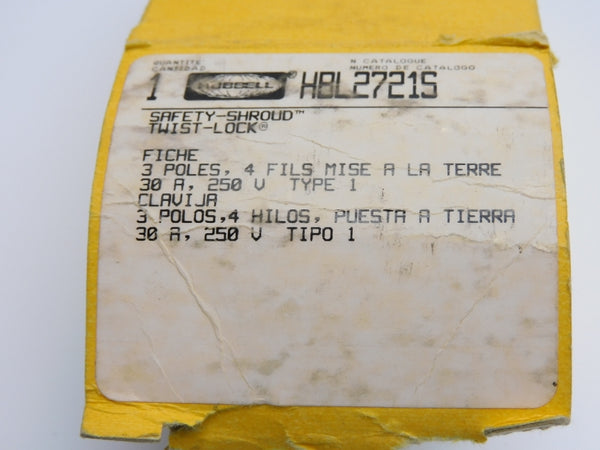 QUANTITE
CANTIDAD
N CATALOGUE
NUMERO DE CATALOGO
1 HUBBELL® HBL2721S
SAFETY-SHROUD™
TWIST-LOCK®
FICHE
3 POLES, 4 FILS MISE A LA TERRE
30 A, 250 V TYPE 1
CLAVIJA
3 POLOS,4 HILOS, PUESTA A TIERRA
30 A, 250 V TIPO 1